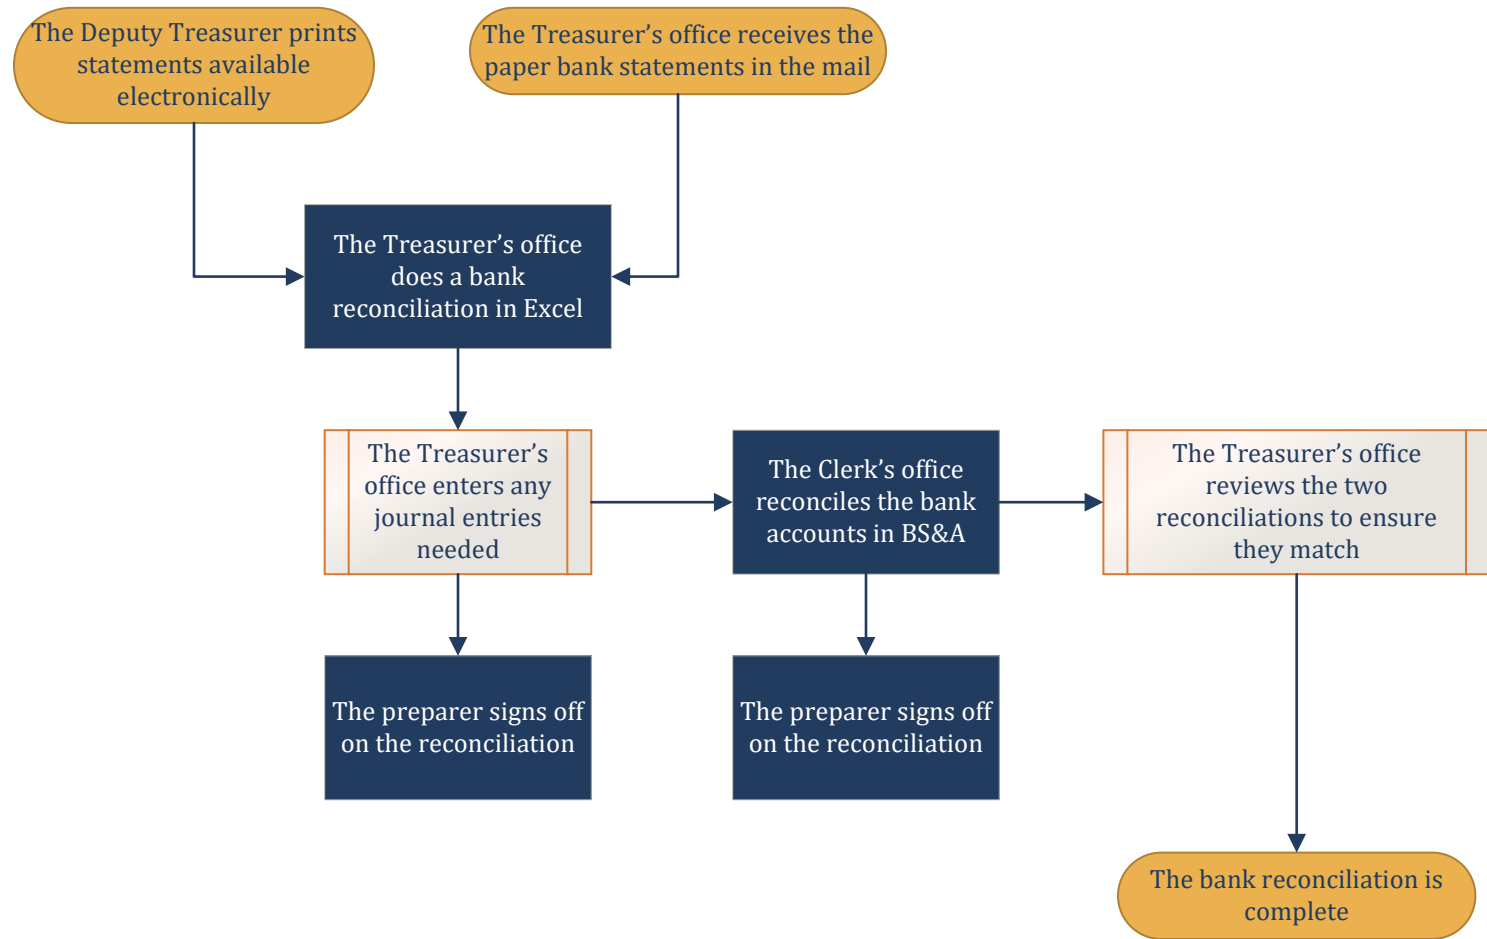 The Deputy Treasurer prints
statements available
electronically
The Treasurer’s office receives the
paper bank statements in the mail
The Treasurer’s office
does a bank
reconciliation in Excel
The Treasurer’s
office enters any
journal entries
needed
The Clerk’s office
reconciles the bank
accounts in BS&A
The Treasurer’s office
reviews the two
reconciliations to ensure
they match
The preparer signs off
on the reconciliation
The preparer signs off
on the reconciliation
The bank reconciliation is
complete